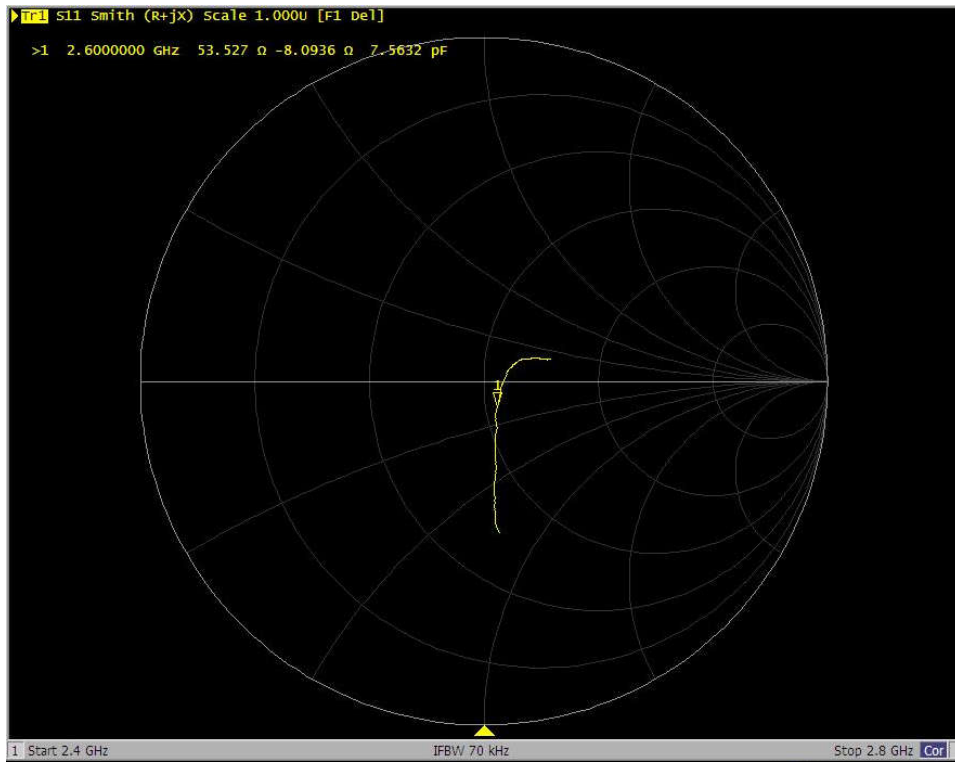 Tr1 S11 Smith (R+jX) Scale 1.000U [F1 Del]
>1 2.6000000 GHz 53.527 Ω -8.0936 Ω 7.5632 pF
1
1 Start 2.4 GHz IFBW 70 kHz Stop 2.8 GHz Cor